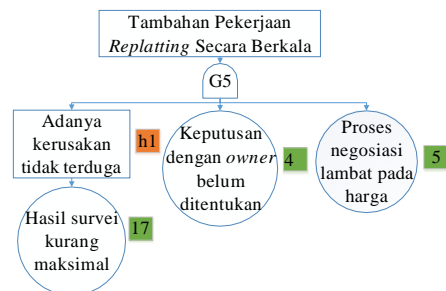 Tambahan Pekerjaan
Replatting Secara Berkala
G5
Adanya
kerusakan
tidak terduga
h1
Keputusan
dengan owner
belum
ditentukan
4
Proses
negosiasi
lambat pada
harga
5
Hasil survei
kurang
maksimal
17